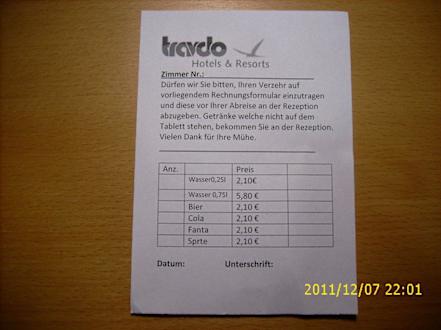 travdo
Hotels & Resorts
Zimmer Nr.:
Dürfen wir Sie bitten, Ihren Verzehr auf
vorliegendem Rechnungsformular einzutragen
und diese vor Ihrer Abreise an der Rezeption
abzugeben. Getränke welche nicht auf dem
Tablett stehen, bekommen Sie an der Rezeption.
Vielen Dank für Ihre Mühe.
Anz. Preis
Wasser0,25l 2,10€
Wasser 0,75l 5,80 €
Bier 2,10 €
Cola 2,10 €
Fanta 2,10 €
Sprte 2,10 €
Datum: Unterschrift:
2011/12/07 22:01